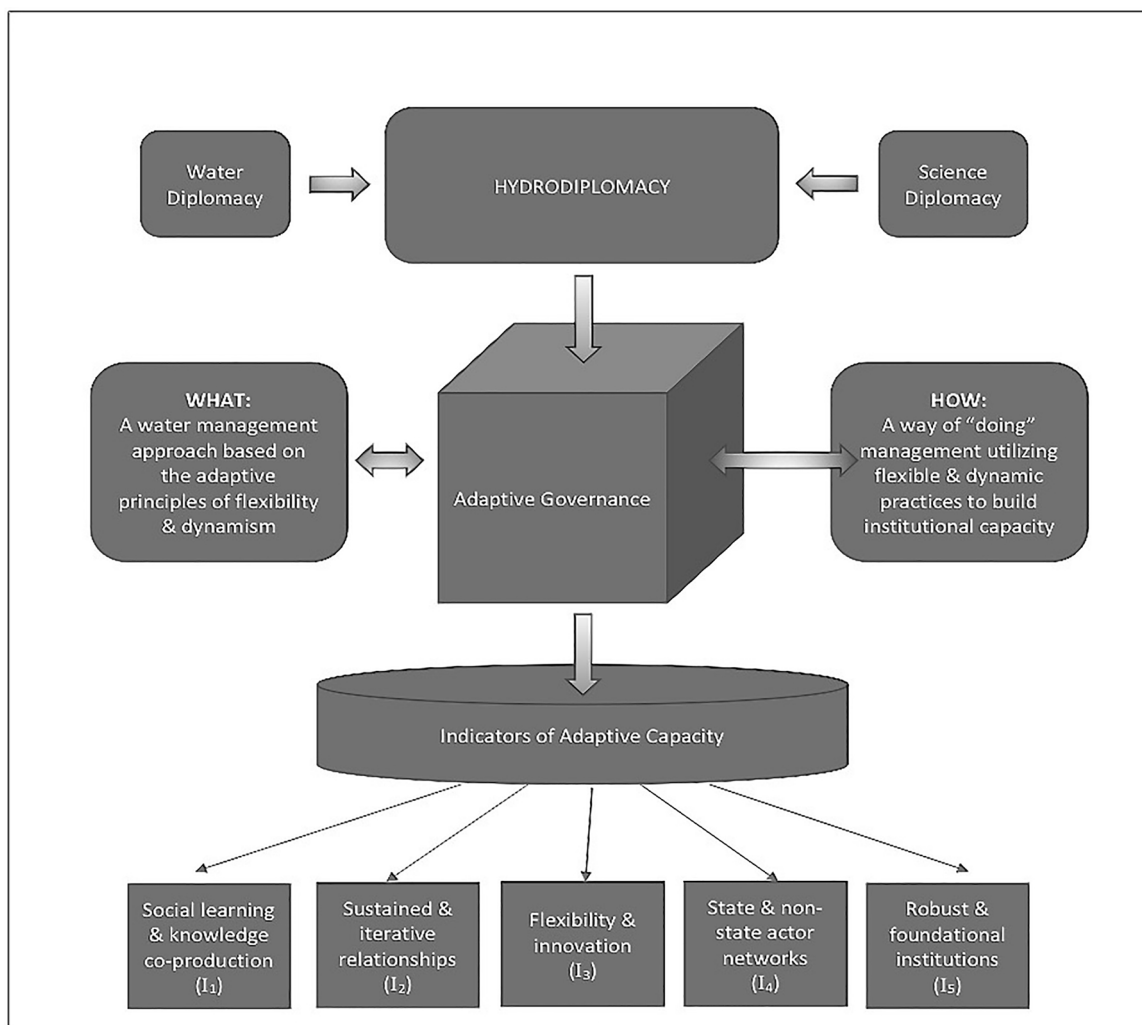 Water
Diplomacy
HYDRODIPLOMACY
Science
Diplomacy
WHAT:
A water management
approach based on
the adaptive
principles of flexibility
& dynamism
Adaptive Governance
HOW:
A way of “doing”
management utilizing
flexible & dynamic
practices to build
institutional capacity
Indicators of Adaptive Capacity
Social learning
& knowledge
co-production
(I₁)
Sustained &
iterative
relationships
(I₂)
Flexibility &
innovation
(I₃)
State & non-
state actor
networks
(I₄)
Robust &
foundational
institutions
(I₅)